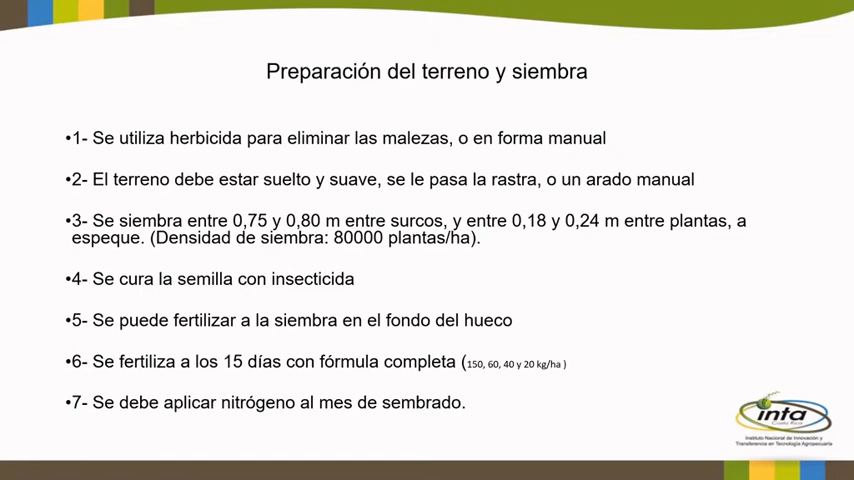 Preparación del terreno y siembra
•1- Se utiliza herbicida para eliminar las malezas, o en forma manual
•2- El terreno debe estar suelto y suave, se le pasa la rastra, o un arado manual
•3- Se siembra entre 0,75 y 0,80 m entre surcos, y entre 0,18 y 0,24 m entre plantas, a
espeque. (Densidad de siembra: 80000 plantas/ha).
•4- Se cura la semilla con insecticida
•5- Se puede fertilizar a la siembra en el fondo del hueco
•6- Se fertiliza a los 15 días con fórmula completa (150, 60, 40 y 20 kg/ha )
•7- Se debe aplicar nitrógeno al mes de sembrado.
inta
Costa Rica
Instituto Nacional de Innovación y
Transferencia en Tecnología Agropecuaria